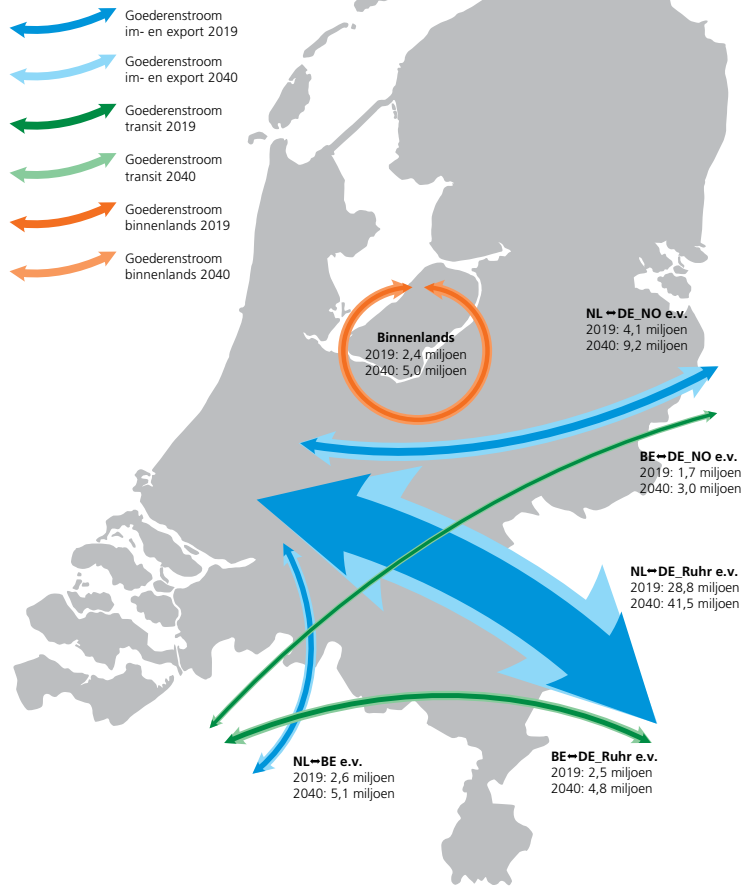 Goederenstroom
im- en export 2019
Goederenstroom
im- en export 2040
Goederenstroom
transit 2019
Goederenstroom
transit 2040
Goederenstroom
binnenlands 2019
Goederenstroom
binnenlands 2040
Binnenlands
2019: 2,4 miljoen
2040: 5,0 miljoen
NL ⬌DE_NO e.v.
2019: 4,1 miljoen
2040: 9,2 miljoen
BE⬌DE_NO e.v.
2019: 1,7 miljoen
2040: 3,0 miljoen
NL⬌DE_Ruhr e.v.
2019: 28,8 miljoen
2040: 41,5 miljoen
NL⬌BE e.v.
2019: 2,6 miljoen
2040: 5,1 miljoen
BE⬌DE_Ruhr e.v.
2019: 2,5 miljoen
2040: 4,8 miljoen